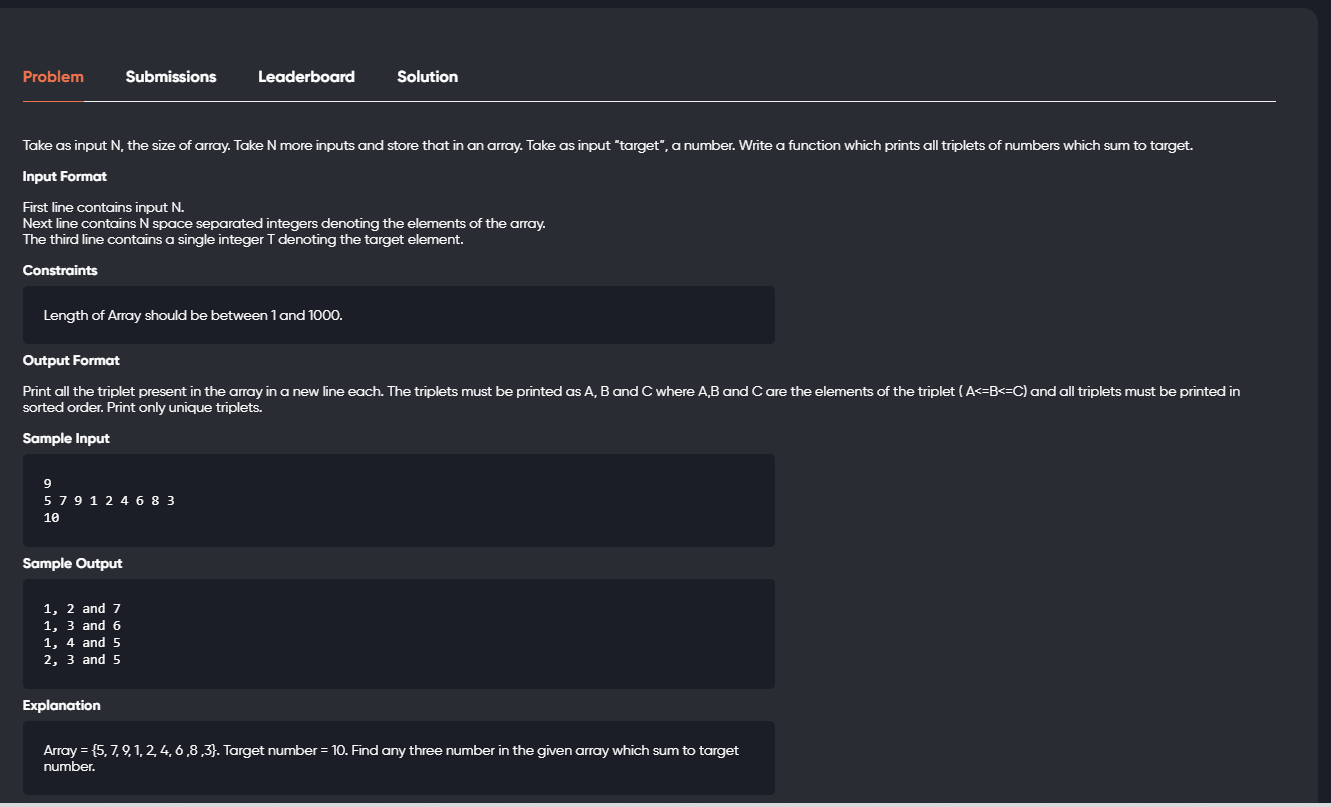 Problem
Submissions
Leaderboard
Solution
Take as input N, the size of array. Take N more inputs and store that in an array. Take as input “target”, a number. Write a function which prints all triplets of numbers which sum to target.
Input Format
First line contains input N.
Next line contains N space separated integers denoting the elements of the array.
The third line contains a single integer T denoting the target element.
Constraints
Length of Array should be between 1 and 1000.
Output Format
Print all the triplet present in the array in a new line each. The triplets must be printed as A, B and C where A,B and C are the elements of the triplet ( A<=B<=C) and all triplets must be printed in
sorted order. Print only unique triplets.
Sample Input
9
5 7 9 1 2 4 6 8 3
10
Sample Output
1, 2 and 7
1, 3 and 6
1, 4 and 5
2, 3 and 5
Explanation
Array = {5, 7, 9, 1, 2, 4, 6 ,8 ,3}. Target number = 10. Find any three number in the given array which sum to target
number.